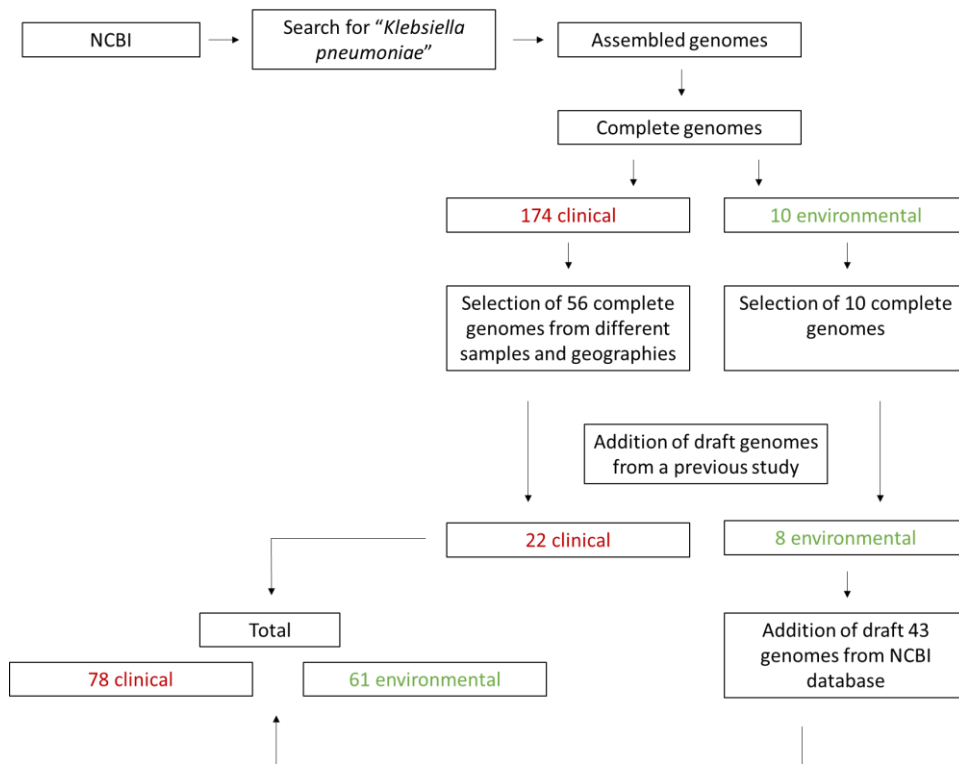 NCBI
Search for “Klebsiella
pneumoniae”
Assembled genomes
Complete genomes
174 clinical
10 environmental
Selection of 56 complete
genomes from different
samples and geographies
Selection of 10 complete
genomes
Addition of draft genomes
from a previous study
22 clinical
8 environmental
Total
78 clinical
61 environmental
Addition of draft 43
genomes from NCBI
database